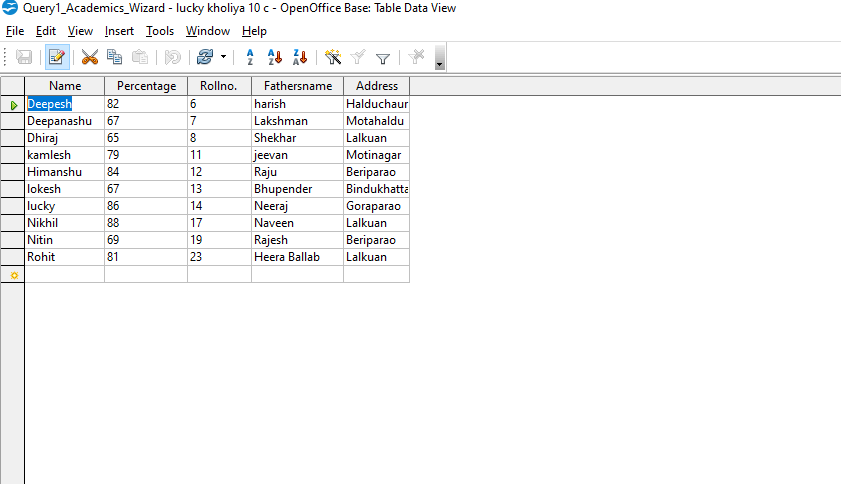 Query1_Academics_Wizard - lucky kholiya 10 c - OpenOffice Base: Table Data View
File Edit View Insert Tools Window Help
Name Percentage Rollno. Fathersname Address
Deepesh 82 6 harish Halduchaur
Deepanashu 67 7 Lakshman Motahaldu
Dhiraj 65 8 Shekhar Lalkuan
kamlesh 79 11 jeevan Motinagar
Himanshu 84 12 Raju Beriparao
lokesh 67 13 Bhupender Bindukhatta
lucky 86 14 Neeraj Goraparao
Nikhil 88 17 Naveen Lalkuan
Nitin 69 19 Rajesh Beriparao
Rohit 81 23 Heera Ballab Lalkuan